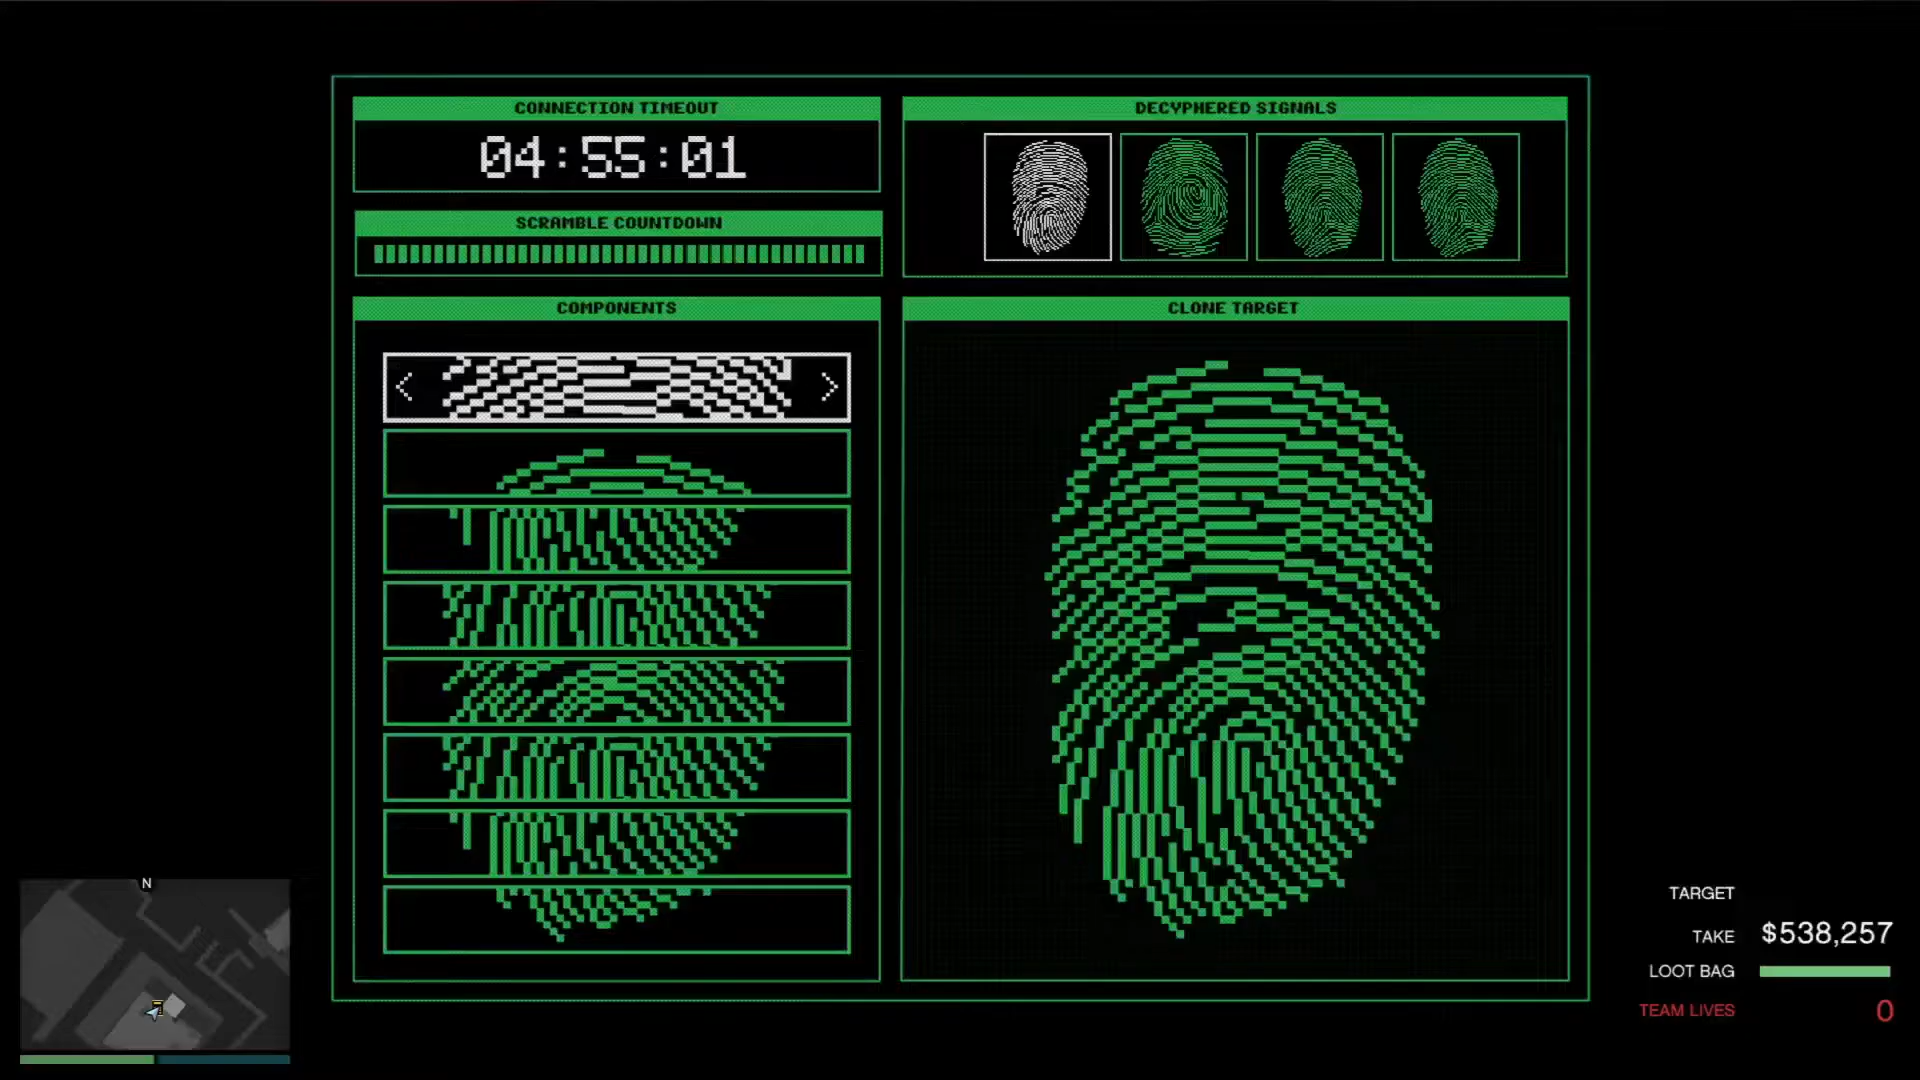 CONNECTION TIMEOUT
04:55:01
DECYPHERED SIGNALS
SCRAMBLE COUNTDOWN
COMPONENTS
CLONE TARGET
N
TARGET
TAKE $538,257
LOOT BAG
TEAM LIVES 0